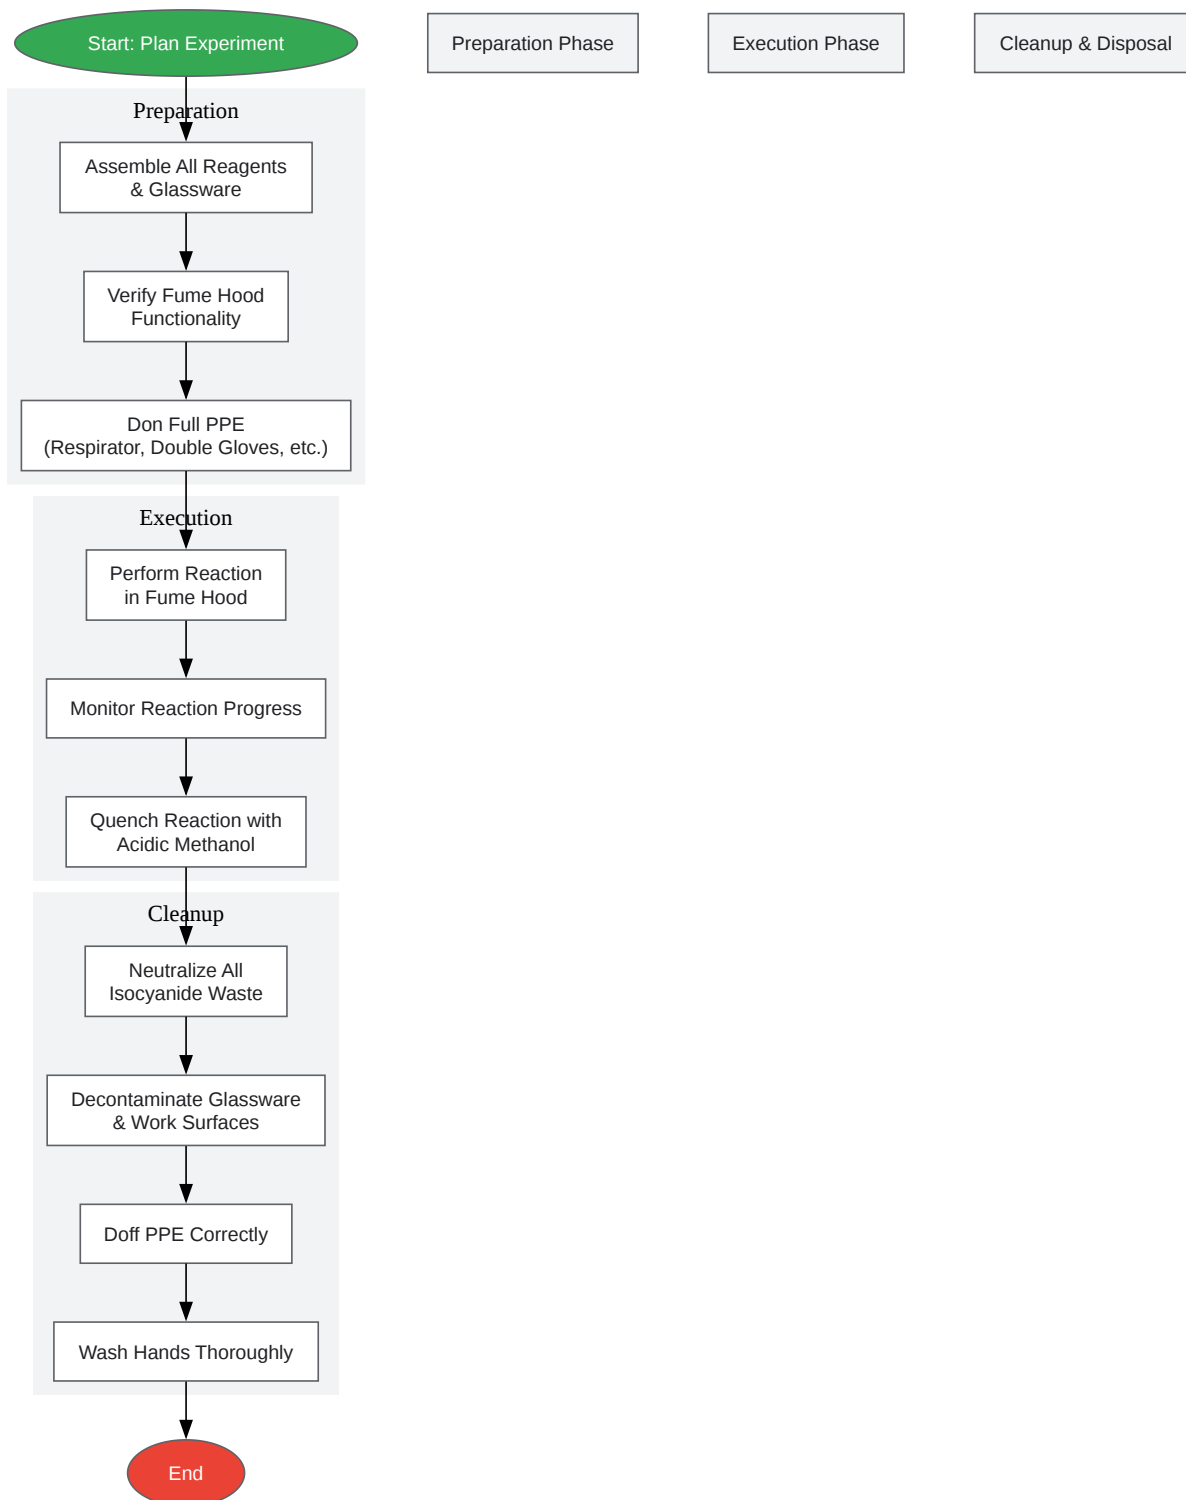 Start: Plan Experiment
Preparation Phase
Execution Phase
Cleanup & Disposal
Preparation
Assemble All Reagents
& Glassware
Verify Fume Hood
Functionality
Don Full PPE
(Respirator, Double Gloves, etc.)
Execution
Perform Reaction
in Fume Hood
Monitor Reaction Progress
Quench Reaction with
Acidic Methanol
Cleanup
Neutralize All
Isocyanide Waste
Decontaminate Glassware
& Work Surfaces
Doff PPE Correctly
Wash Hands Thoroughly
End